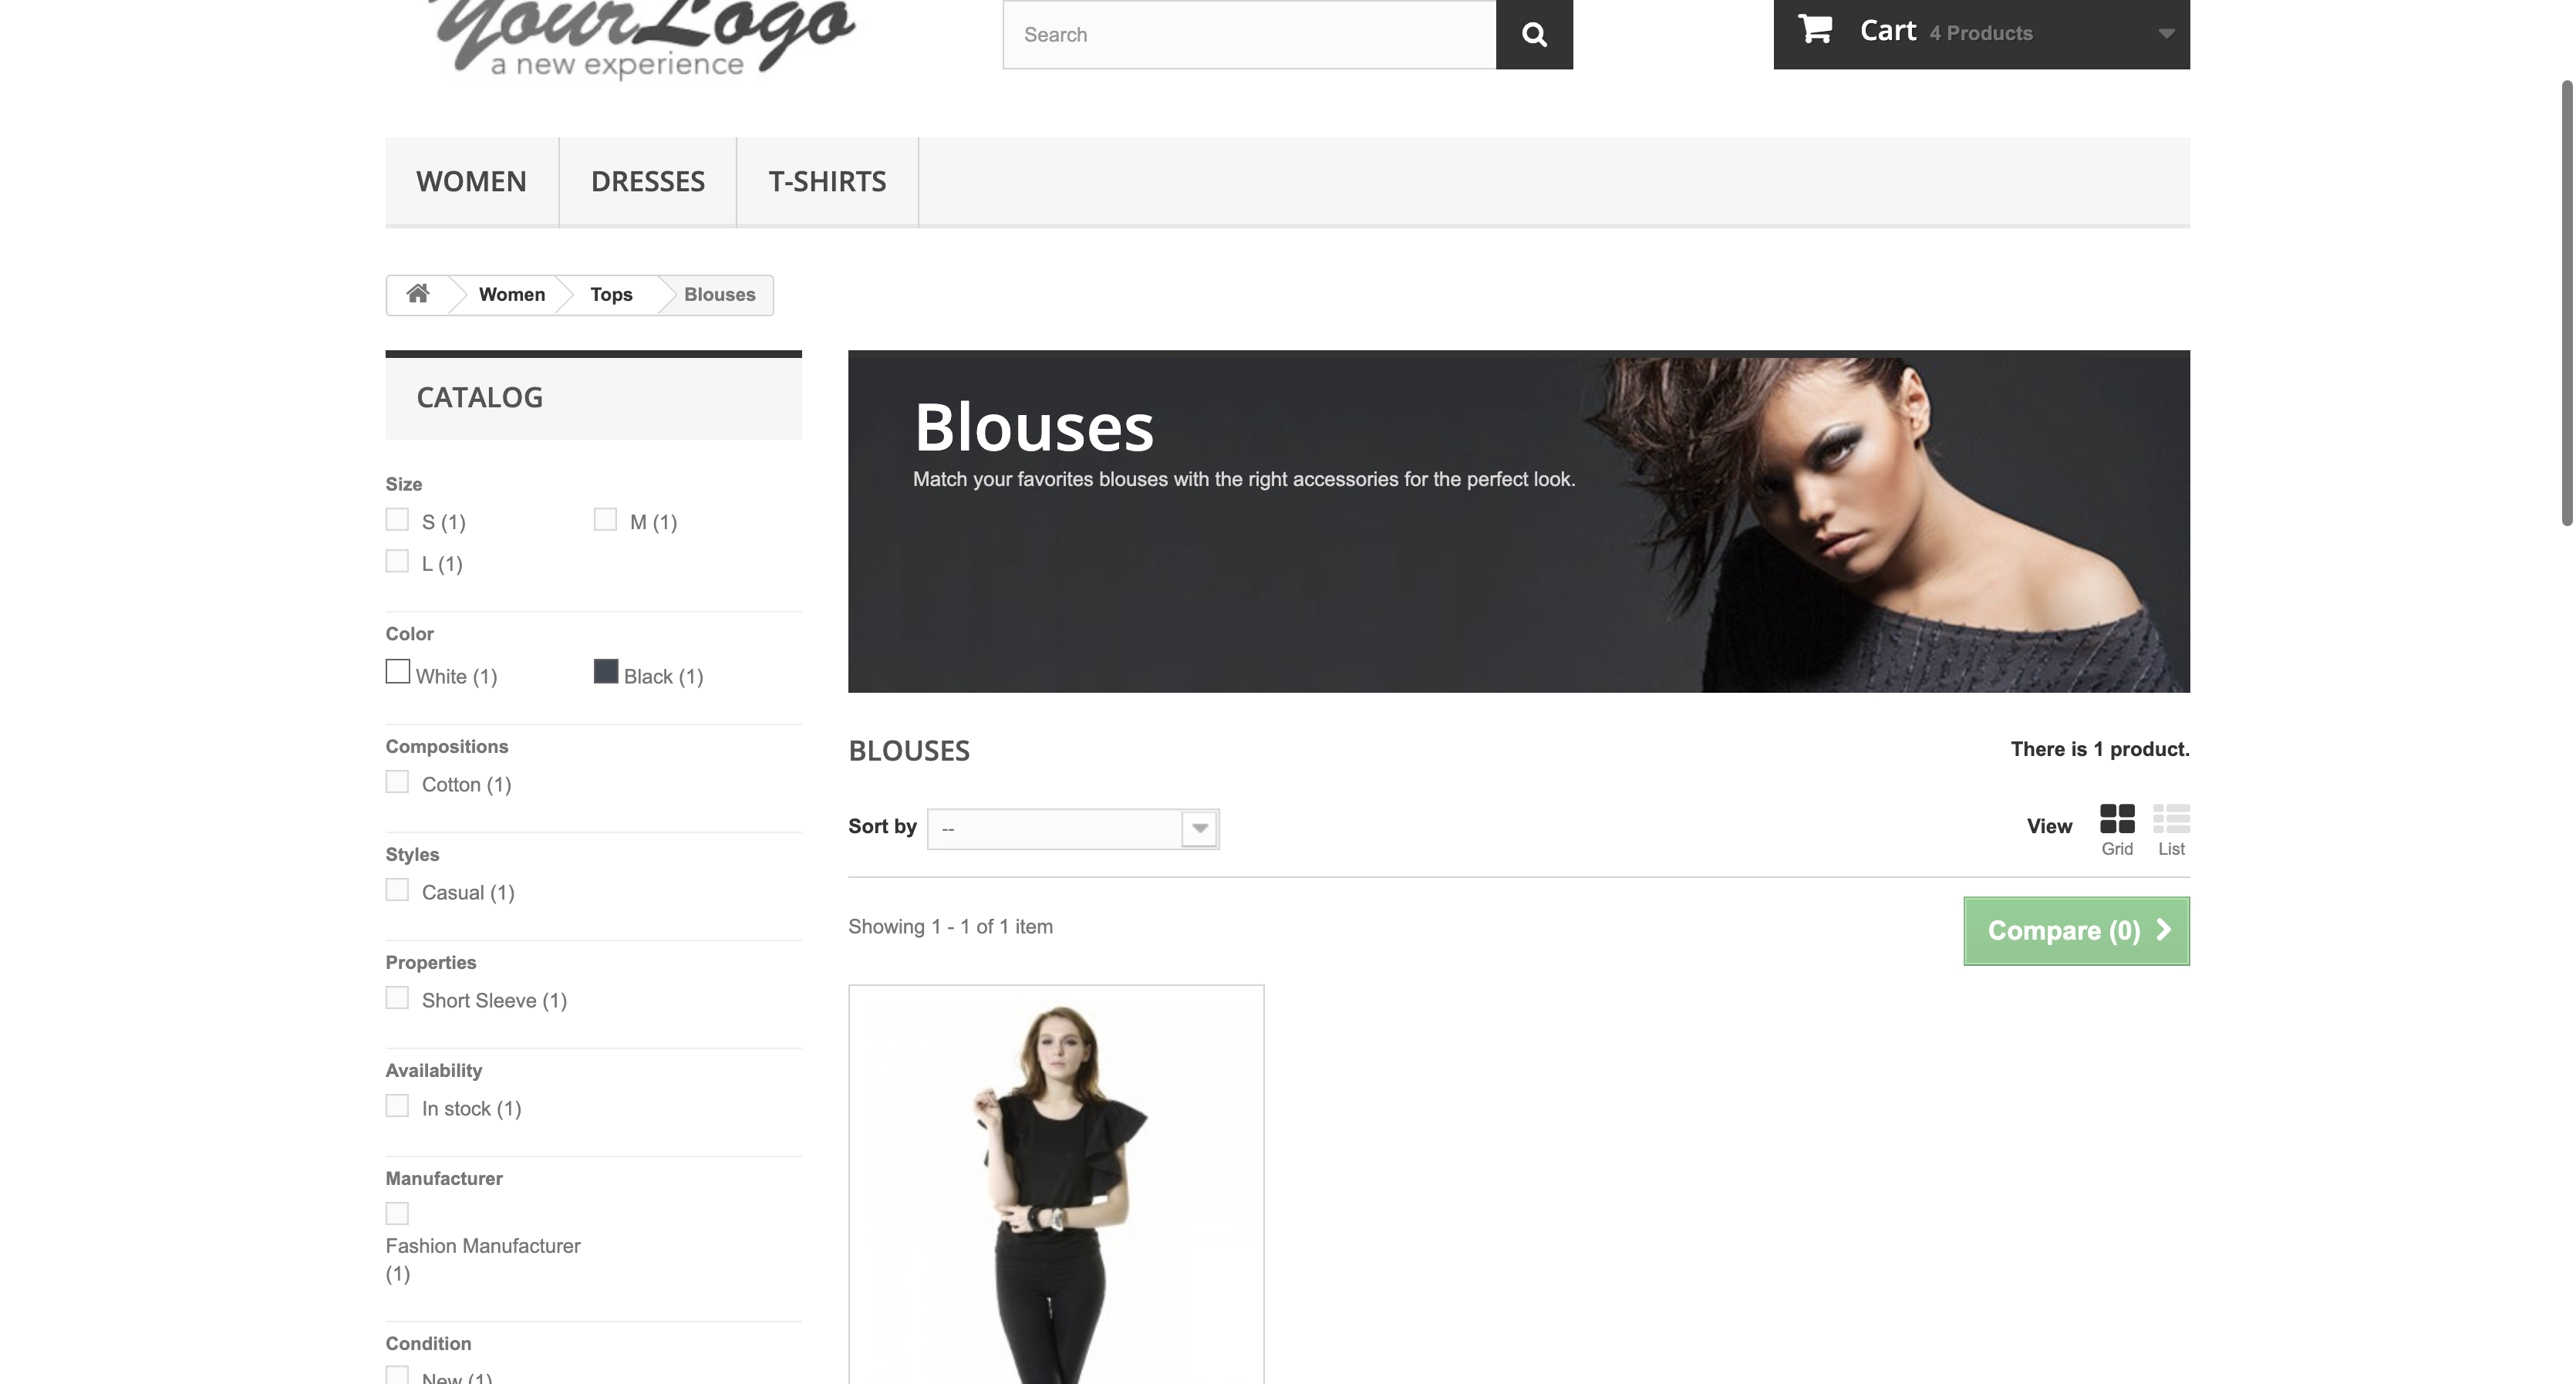 YourLogo
a new experience
Search
Cart 4 Products
WOMEN
DRESSES
T-SHIRTS
Women
Tops
Blouses
CATALOG
Size
S (1)
M (1)
L (1)
Color
White (1)
Black (1)
Compositions
Cotton (1)
Styles
Casual (1)
Properties
Short Sleeve (1)
Availability
In stock (1)
Manufacturer
Fashion Manufacturer
(1)
Condition
New (1)
Blouses
Match your favorites blouses with the right accessories for the perfect look.
BLOUSES
There is 1 product.
Sort by --
View
Grid
List
Showing 1 - 1 of 1 item
Compare (0)